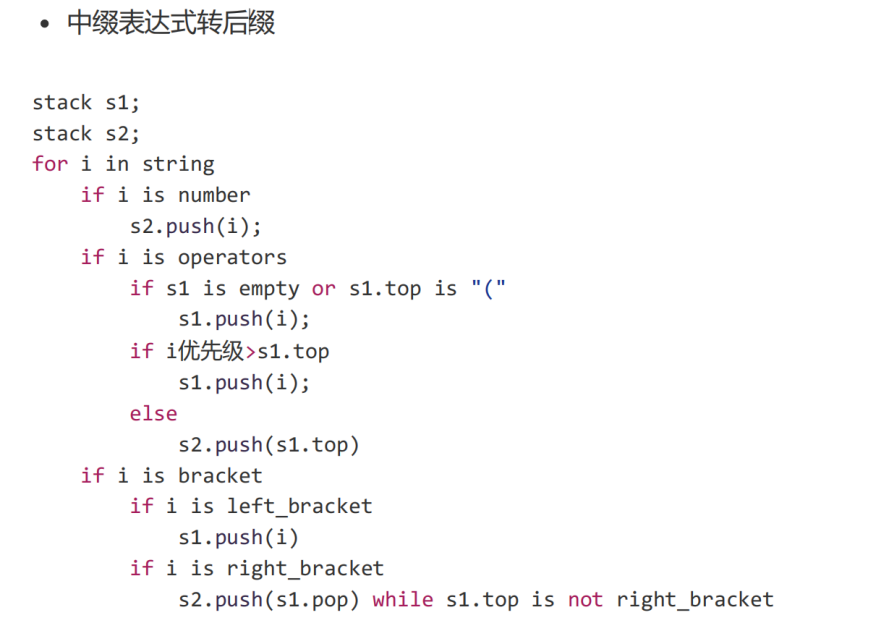 • 中缀表达式转后缀
stack s1;
stack s2;
for i in string
    if i is number
        s2.push(i);
    if i is operators
        if s1 is empty or s1.top is "("
            s1.push(i);
        if i优先级>s1.top
            s1.push(i);
        else
            s2.push(s1.top)
    if i is bracket
        if i is left_bracket
            s1.push(i)
        if i is right_bracket
            s2.push(s1.pop) while s1.top is not right_bracket